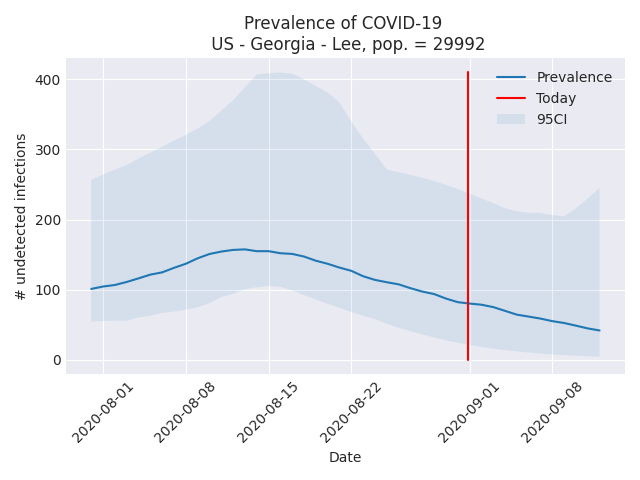 Prevalence of COVID-19
US - Georgia - Lee, pop. = 29992
# undetected infections
400
300
200
100
0
Prevalence
Today
95CI
2020-08-01
2020-08-08
2020-08-15
2020-08-22
2020-09-01
2020-09-08
Date